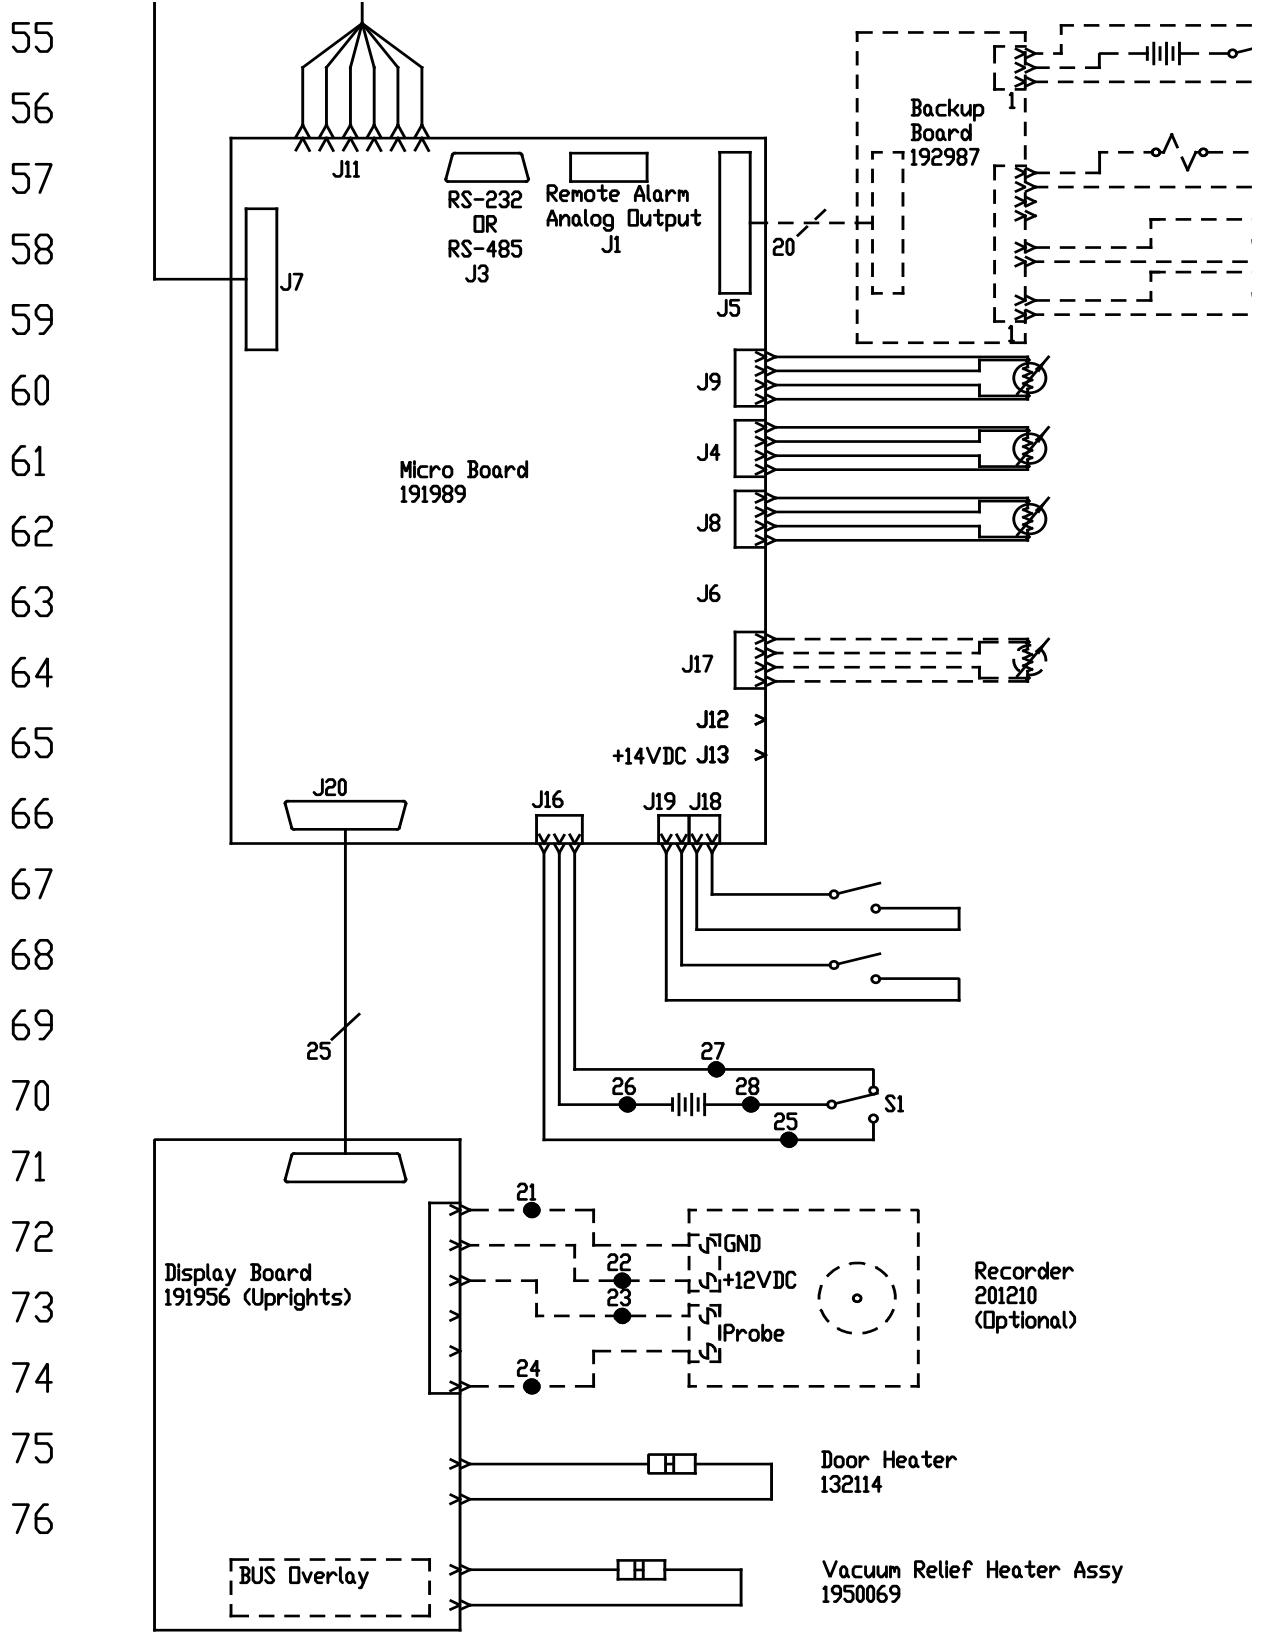 55
56
57
58
59
60
61
62
63
64
65
66
67
68
69
70
71
72
73
74
75
76
J11
RS-232
OR
RS-485
J3
Remote Alarm
Analog Output
J1
J7
J5
20
Backup
Board
192987
1
1
J9
J4
J8
J6
J17
J12
+14VDC J13
Micro Board
191989
J20
J16
J19 J18
25
27
26
28
S1
25
21
22
23
24
GND
+12VDC
Probe
Display Board
191956 (Uprights)
Recorder
201210
(Optional)
Door Heater
132114
BUS Overlay
Vacuum Relief Heater Assy
1950069